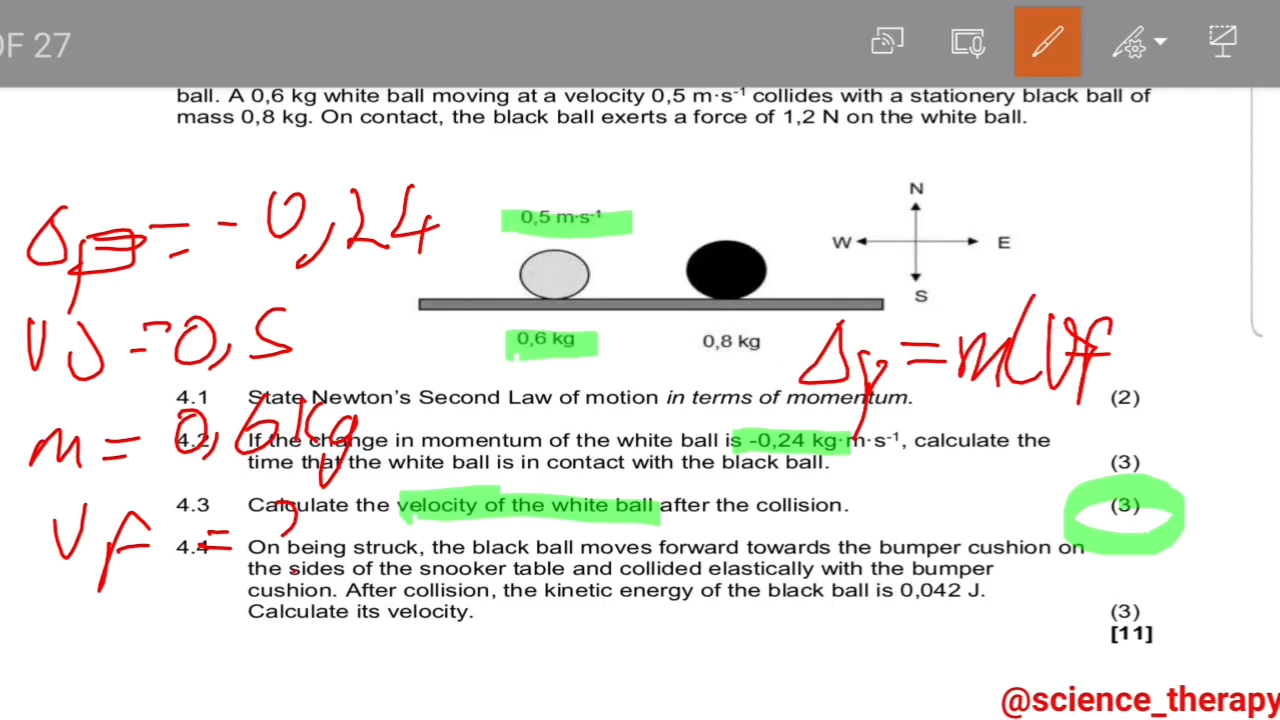 OF 27
ball. A 0,6 kg white ball moving at a velocity 0,5 m·s⁻¹ collides with a stationery black ball of
mass 0,8 kg. On contact, the black ball exerts a force of 1,2 N on the white ball.
N
Δp = - 0,24
0,5 m·s⁻¹
W E
S
vi = 0,5
0,6 kg
0,8 kg
Δp = m(Vf
4.1 State Newton's Second Law of motion in terms of momentum. (2)
m = 0,6kg
4.2 If the change in momentum of the white ball is -0,24 kg·m·s⁻¹, calculate the
time that the white ball is in contact with the black ball. (3)
4.3 Calculate the velocity of the white ball after the collision. (3)
VF = ?
4.4 On being struck, the black ball moves forward towards the bumper cushion on
the sides of the snooker table and collided elastically with the bumper
cushion. After collision, the kinetic energy of the black ball is 0,042 J.
Calculate its velocity. (3)
[11]
@science_therapy